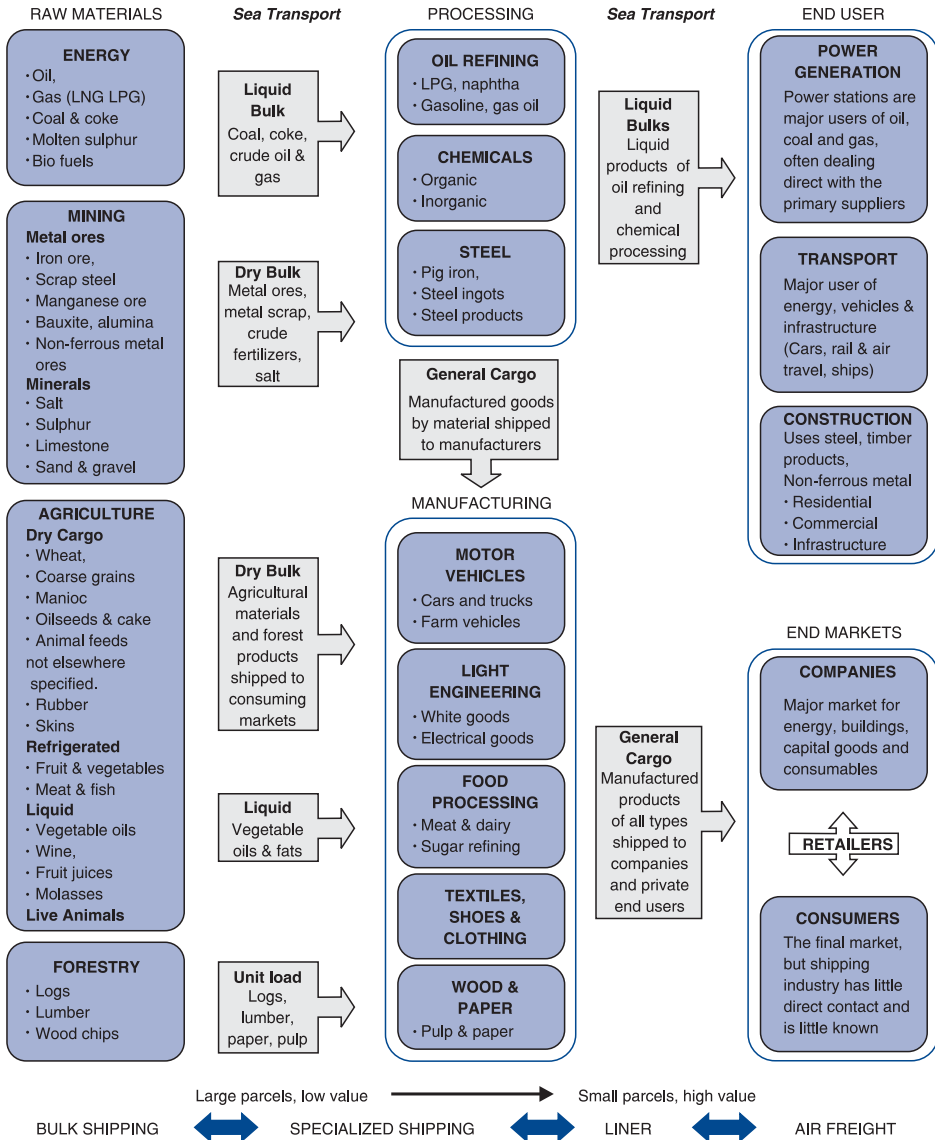 RAW MATERIALS
ENERGY
· Oil,
· Gas (LNG LPG)
· Coal & coke
· Molten sulphur
· Bio fuels
MINING
Metal ores
· Iron ore,
· Scrap steel
· Manganese ore
· Bauxite, alumina
· Non-ferrous metal
ores
Minerals
· Salt
· Sulphur
· Limestone
· Sand & gravel
AGRICULTURE
Dry Cargo
· Wheat,
· Coarse grains
· Manioc
· Oilseeds & cake
· Animal feeds
not elsewhere
specified.
· Rubber
· Skins
Refrigerated
· Fruit & vegetables
· Meat & fish
Liquid
· Vegetable oils
· Wine,
· Fruit juices
· Molasses
Live Animals
FORESTRY
· Logs
· Lumber
· Wood chips
Sea Transport
Liquid
Bulk
Coal, coke,
crude oil &
gas
Dry Bulk
Metal ores,
metal scrap,
crude
fertilizers,
salt
Dry Bulk
Agricultural
materials
and forest
products
shipped to
consuming
markets
Liquid
Vegetable
oils & fats
Unit load
Logs,
lumber,
paper, pulp
PROCESSING
OIL REFINING
· LPG, naphtha
· Gasoline, gas oil
CHEMICALS
· Organic
· Inorganic
STEEL
· Pig iron,
· Steel ingots
· Steel products
General Cargo
Manufactured goods
by material shipped
to manufacturers
MANUFACTURING
MOTOR
VEHICLES
· Cars and trucks
· Farm vehicles
LIGHT
ENGINEERING
· White goods
· Electrical goods
FOOD
PROCESSING
· Meat & dairy
· Sugar refining
TEXTILES,
SHOES &
CLOTHING
WOOD &
PAPER
· Pulp & paper
Sea Transport
Liquid
Bulks
Liquid
products of
oil refining
and
chemical
processing
General
Cargo
Manufactured
products
of all types
shipped to
companies
and private
end users
END USER
POWER
GENERATION
Power stations are
major users of oil,
coal and gas,
often dealing
direct with the
primary suppliers
TRANSPORT
Major user of
energy, vehicles &
infrastructure
(Cars, rail & air
travel, ships)
CONSTRUCTION
Uses steel, timber
products,
Non-ferrous metal
· Residential
· Commercial
· Infrastructure
END MARKETS
COMPANIES
Major market for
energy, buildings,
capital goods and
consumables
RETAILERS
CONSUMERS
The final market,
but shipping
industry has little
direct contact and
is little known
Large parcels, low value
Small parcels, high value
BULK SHIPPING
SPECIALIZED SHIPPING
LINER
AIR FREIGHT